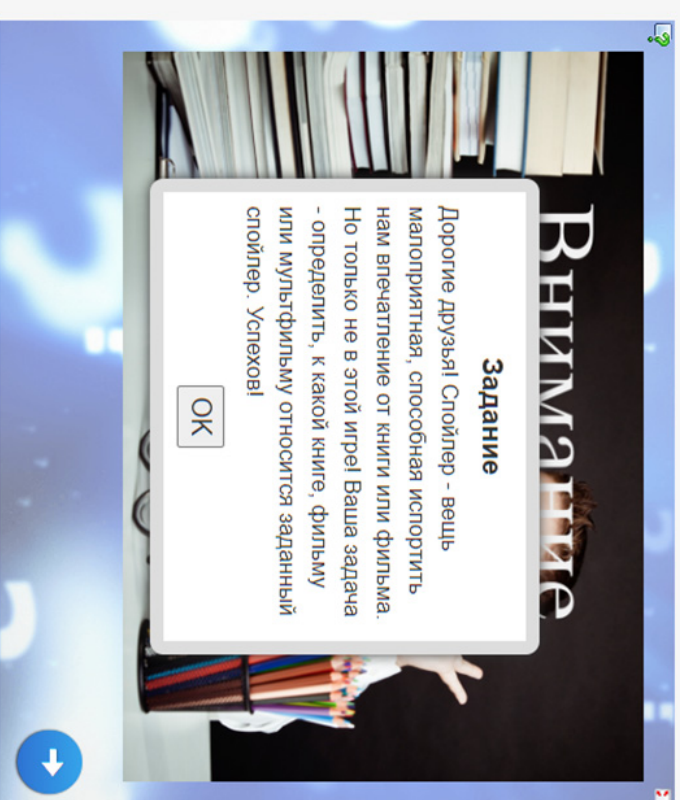 Внимание
Задание
Дорогие друзья! Спойлер - вещь
малоприятная, способная испортить
нам впечатление от книги или фильма.
Но только не в этой игре! Ваша задача
- определить, к какой книге, фильму
или мультфильму относится заданный
спойлер. Успехов!
OK